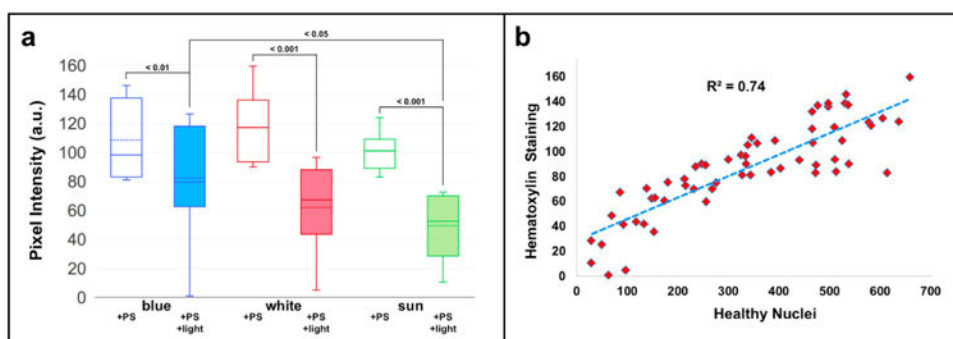 a
< 0.05
< 0.001
< 0.01
< 0.001
Pixel Intensity (a.u.)
160
140
120
100
80
60
40
20
0
blue white sun
+PS +PS +PS +PS +PS +PS
+light +light +light
b
R² = 0.74
Hematoxylin Staining
160
140
120
100
80
60
40
20
0
0 100 200 300 400 500 600 700
Healthy Nuclei